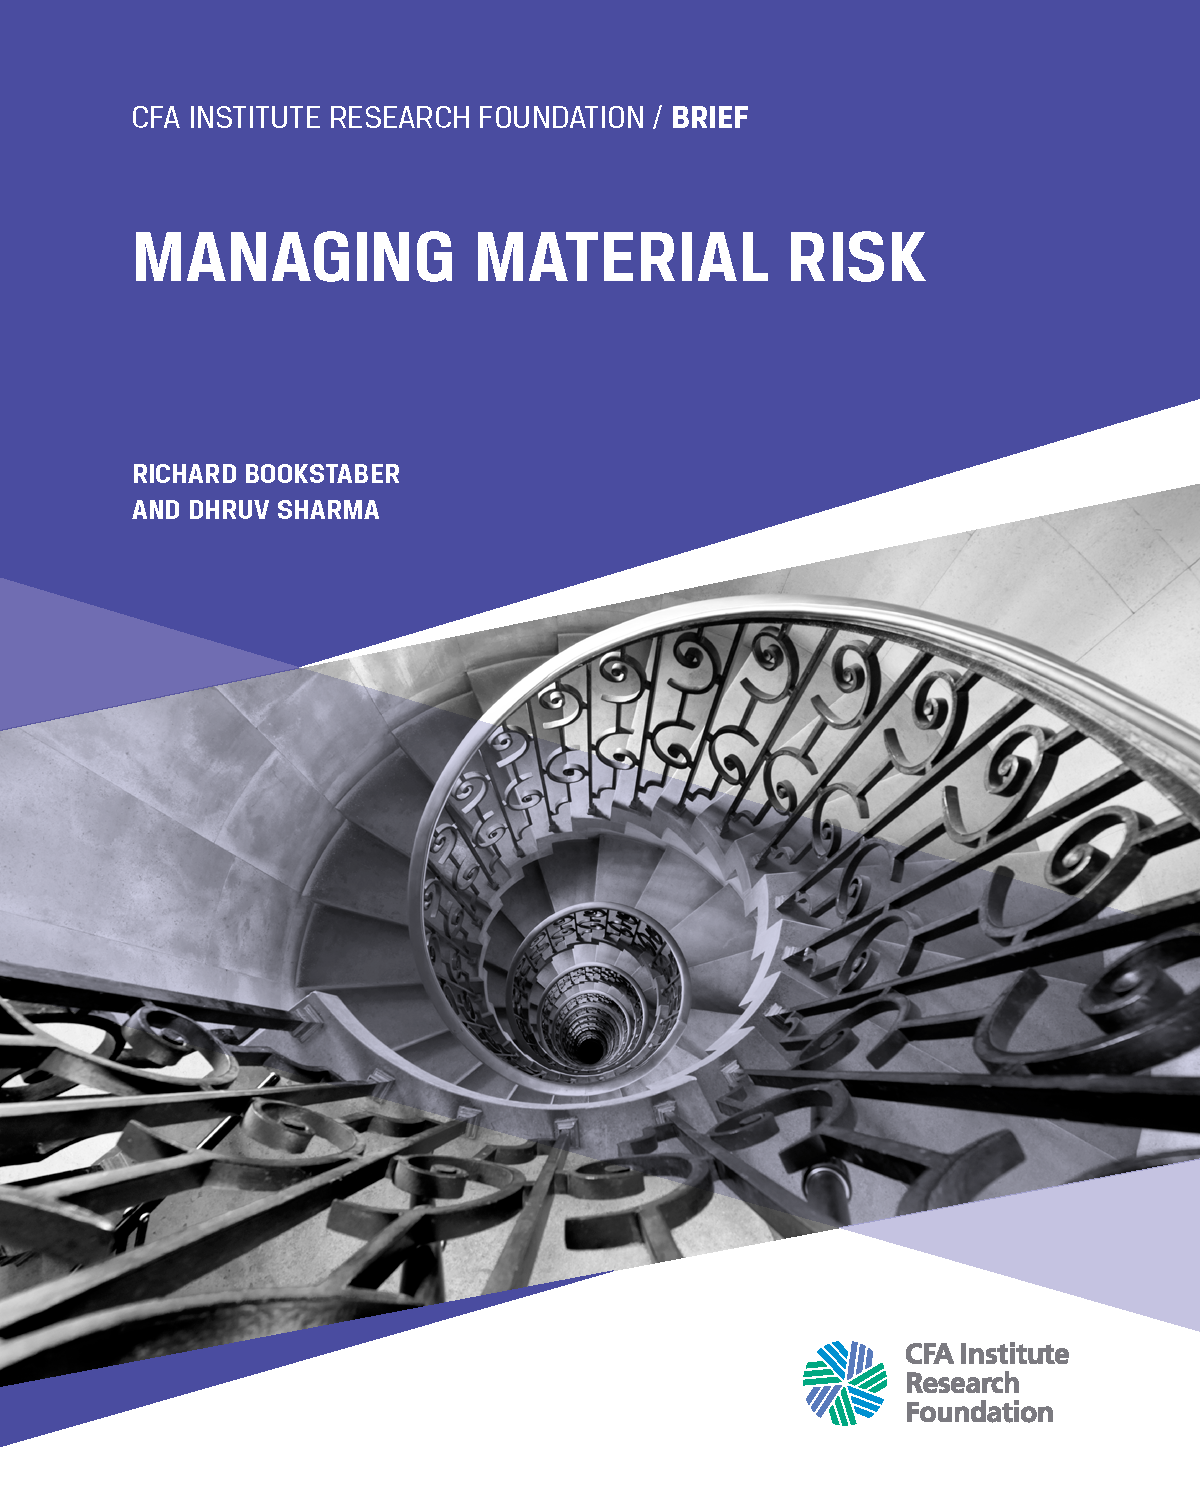 CFA INSTITUTE RESEARCH FOUNDATION / BRIEF
MANAGING MATERIAL RISK
RICHARD BOOKSTABER
AND DHRUV SHARMA
CFA Institute
Research
Foundation